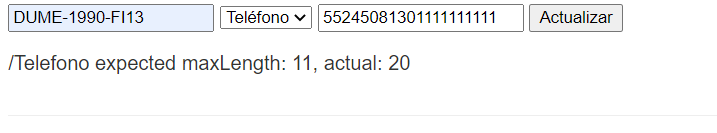 DUME-1990-FI13 Teléfono 55245081301111111111 Actualizar
/Telefono expected maxLength: 11, actual: 20